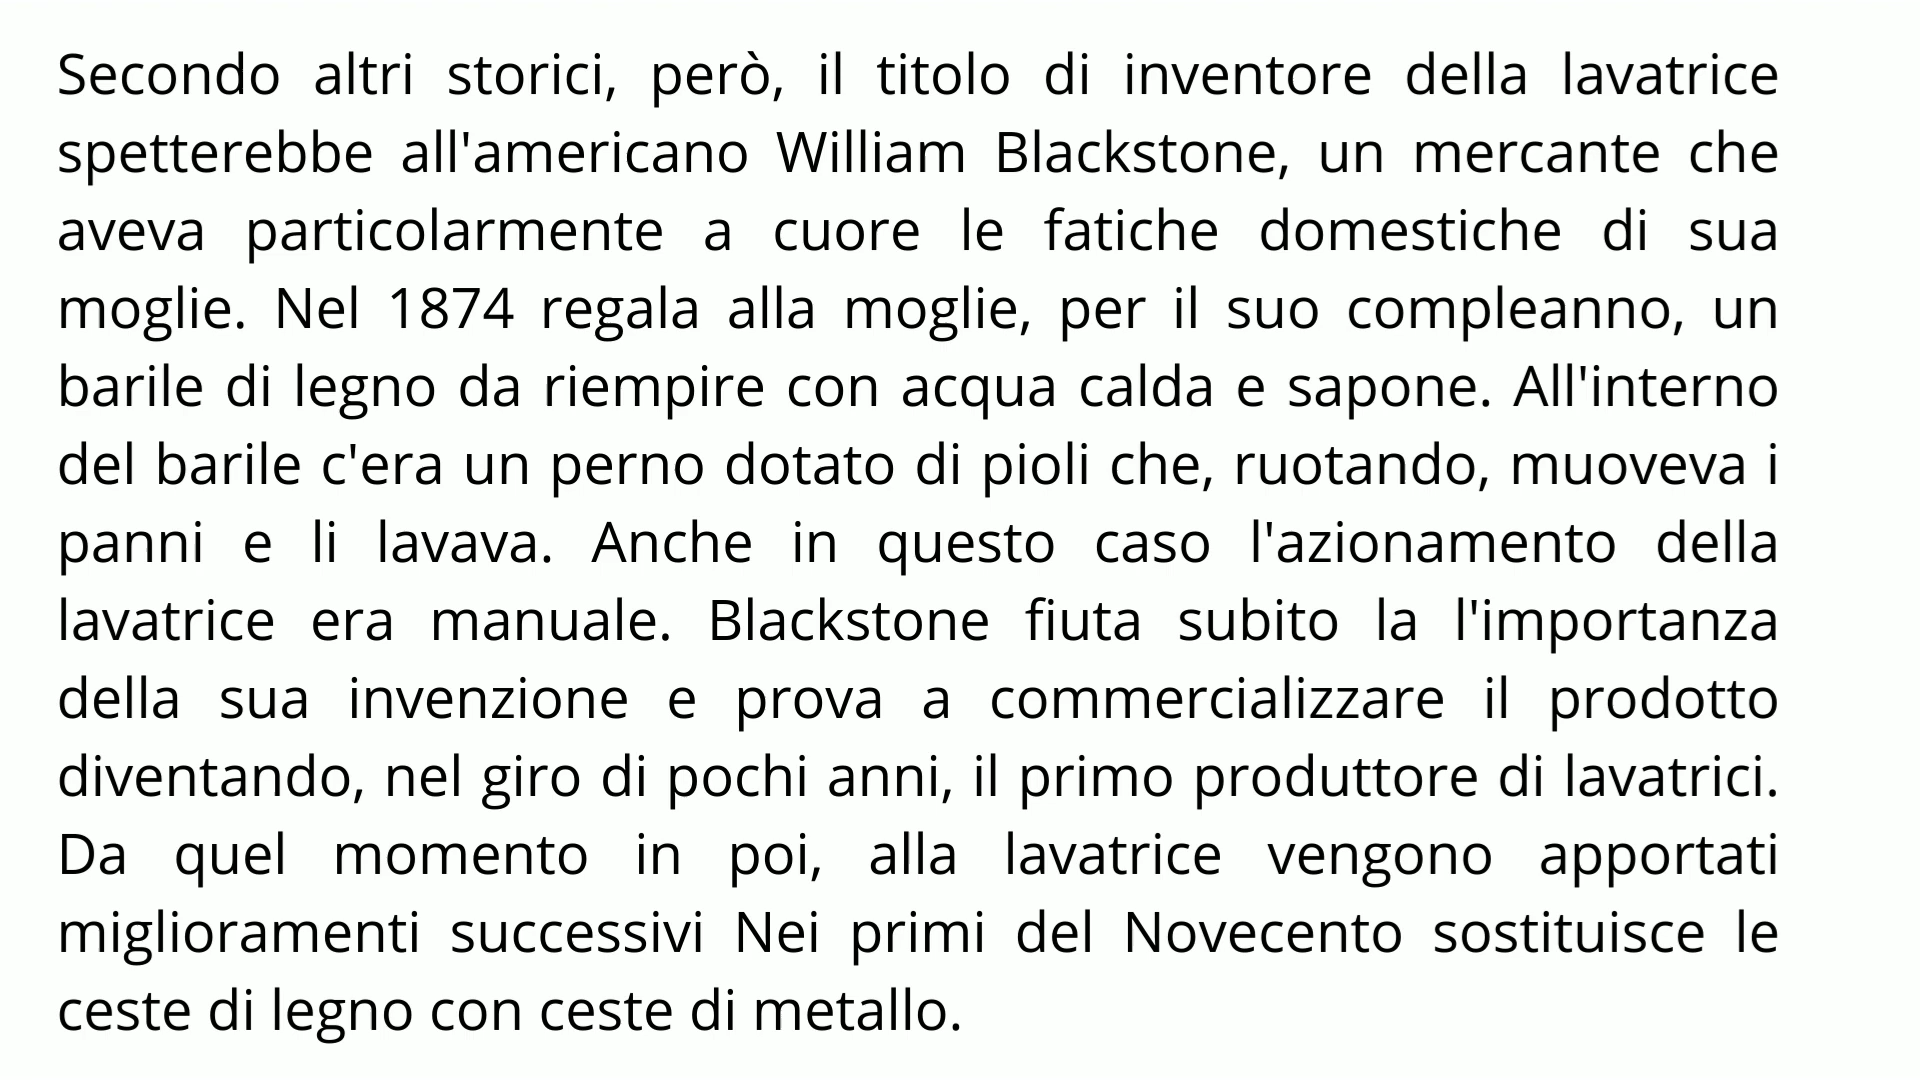 Secondo altri storici, però, il titolo di inventore della lavatrice
spetterebbe all'americano William Blackstone, un mercante che
aveva particolarmente a cuore le fatiche domestiche di sua
moglie. Nel 1874 regala alla moglie, per il suo compleanno, un
barile di legno da riempire con acqua calda e sapone. All'interno
del barile c'era un perno dotato di pioli che, ruotando, muoveva i
panni e li lavava. Anche in questo caso l'azionamento della
lavatrice era manuale. Blackstone fiuta subito la l'importanza
della sua invenzione e prova a commercializzare il prodotto
diventando, nel giro di pochi anni, il primo produttore di lavatrici.
Da quel momento in poi, alla lavatrice vengono apportati
miglioramenti successivi Nei primi del Novecento sostituisce le
ceste di legno con ceste di metallo.